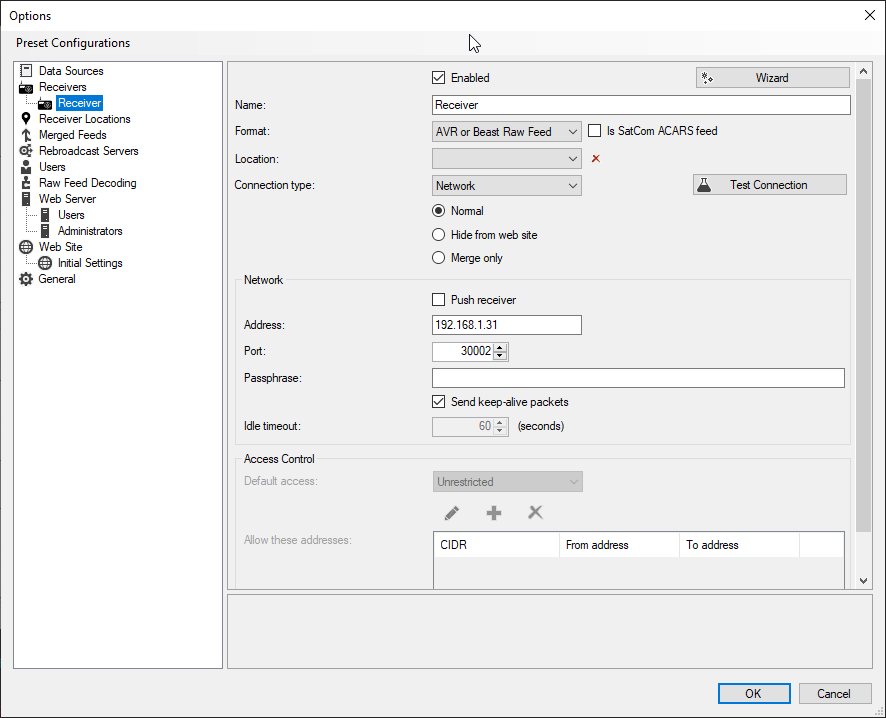 Options
Preset Configurations
Data Sources
Receivers
Receiver
Receiver Locations
Merged Feeds
Rebroadcast Servers
Users
Raw Feed Decoding
Web Server
Users
Administrators
Web Site
Initial Settings
General
Enabled
Wizard
Name: Receiver
Format: AVR or Beast Raw Feed Is SatCom ACARS feed
Location:
Connection type: Network Test Connection
Normal
Hide from web site
Merge only
Network
Push receiver
Address: 192.168.1.31
Port: 30002
Passphrase:
Send keep-alive packets
Idle timeout: 60 (seconds)
Access Control
Default access: Unrestricted
Allow these addresses: CIDR From address To address
OK Cancel